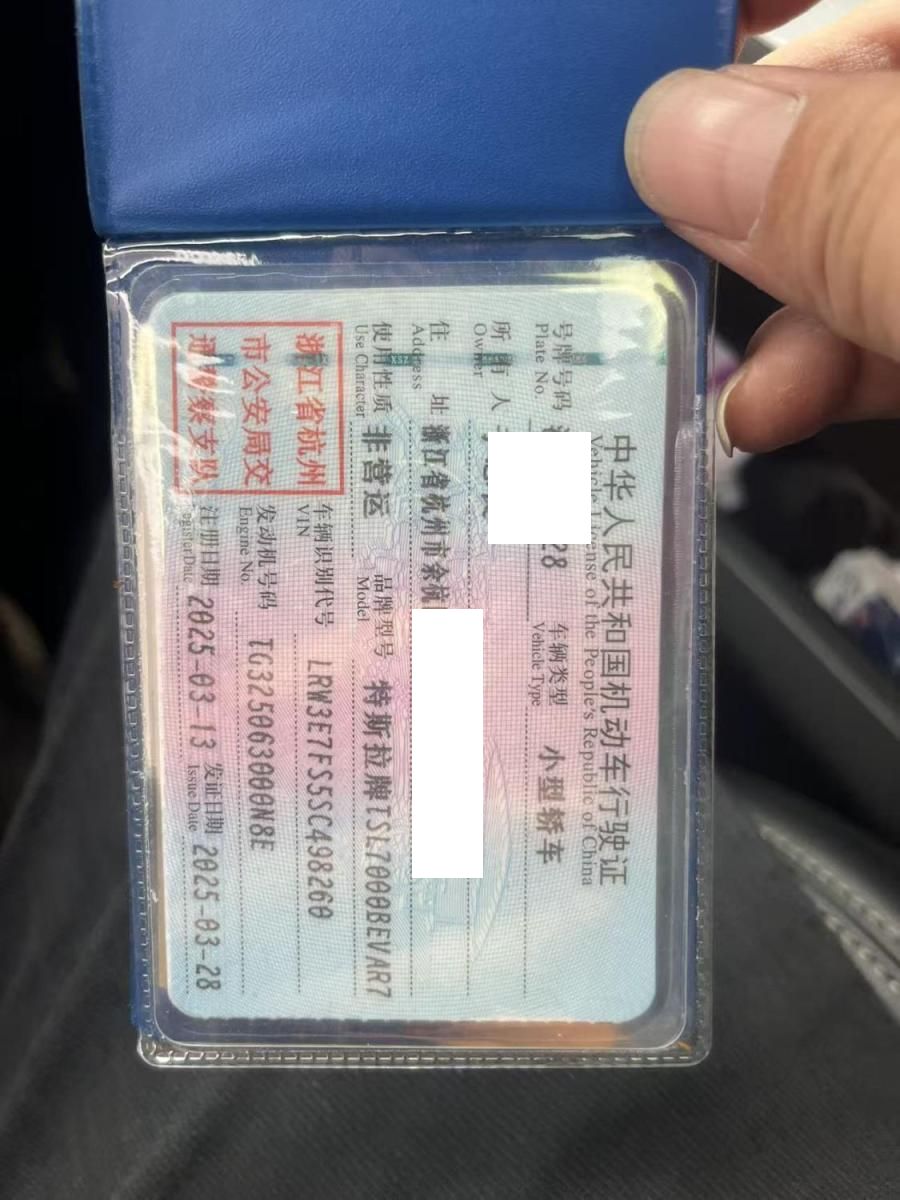 中华人民共和国机动车行驶证
Vehicle License of the People's Republic of China
号牌号码 28 车辆类型 小型轿车
Plate No. Vehicle Type
所有人
Owner
住址 浙江省杭州市余杭
Address
使用性质 非营运 品牌型号 特斯拉牌TSL7000BEVAR7
Use Character Model
浙江省杭州
市公安局交
通警察支队
车辆识别代号 LRW3E7FS5SC498260
VIN
发动机号码 TG325063000N8E
Engine No.
注册日期 2025-03-13 发证日期 2025-03-28
Register Date Issue Date